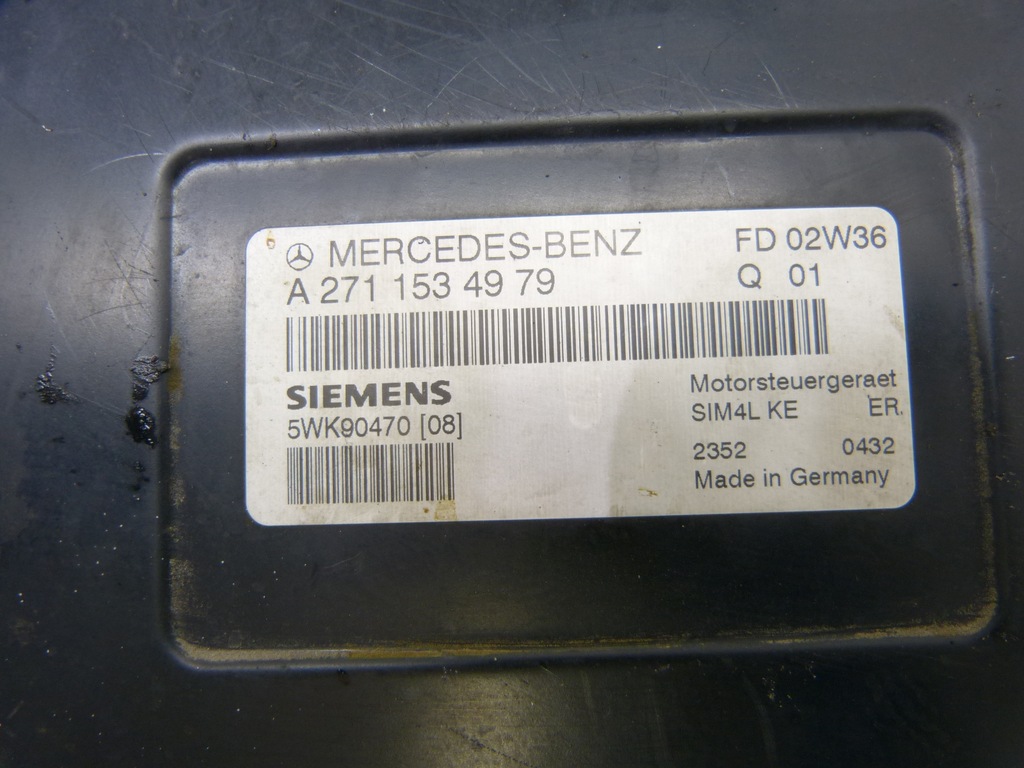 MERCEDES-BENZ FD 02W36
A 271 153 49 79 Q 01
SIEMENS Motorsteuergeraet
5WK90470 [08] SIM4L KE ER.
2352 0432
Made in Germany